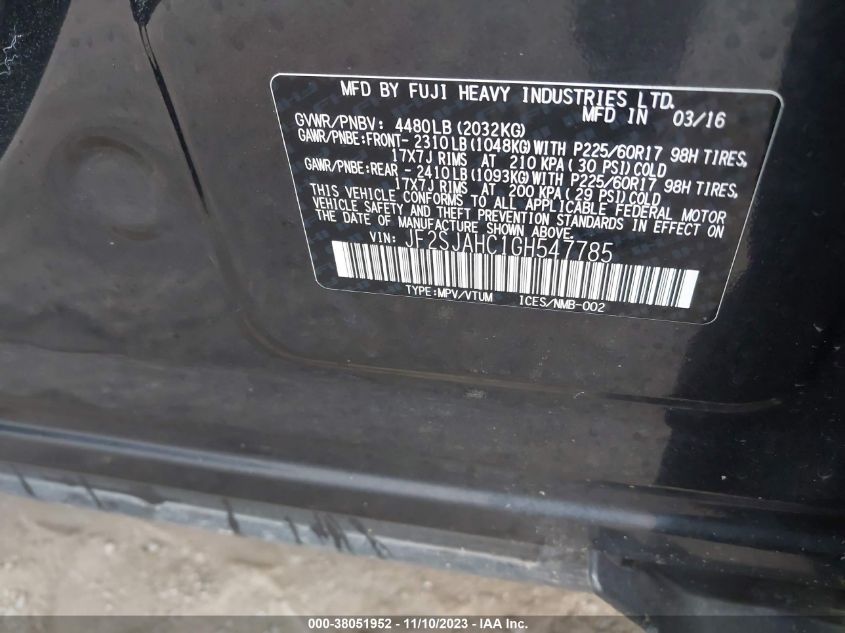 MFD BY FUJI HEAVY INDUSTRIES LTD.
MFD IN 03/16
GVWR/PNBV: 4480LB (2032KG)
GAWR/PNBE:FRONT- 2310LB(1048KG)WITH P225/60R17 98H TIRES,
17X7J RIMS AT 210 KPA(30 PSI)COLD
GAWR/PNBE:REAR - 2410LB(1093KG)WITH P225/60R17 98H TIRES,
17X7J RIMS AT 200 KPA(29 PSI)COLD
THIS VEHICLE CONFORMS TO ALL APPLICABLE FEDERAL MOTOR
VEHICLE SAFETY AND THEFT PREVENTION STANDARDS IN EFFECT ON
THE DATE OF MANUFACTURE SHOWN ABOVE.
VIN: JF2SJAHC1GH547785
TYPE:MPV/VTUM ICES/NMB-002
000-38051952 - 11/10/2023 - IAA Inc.